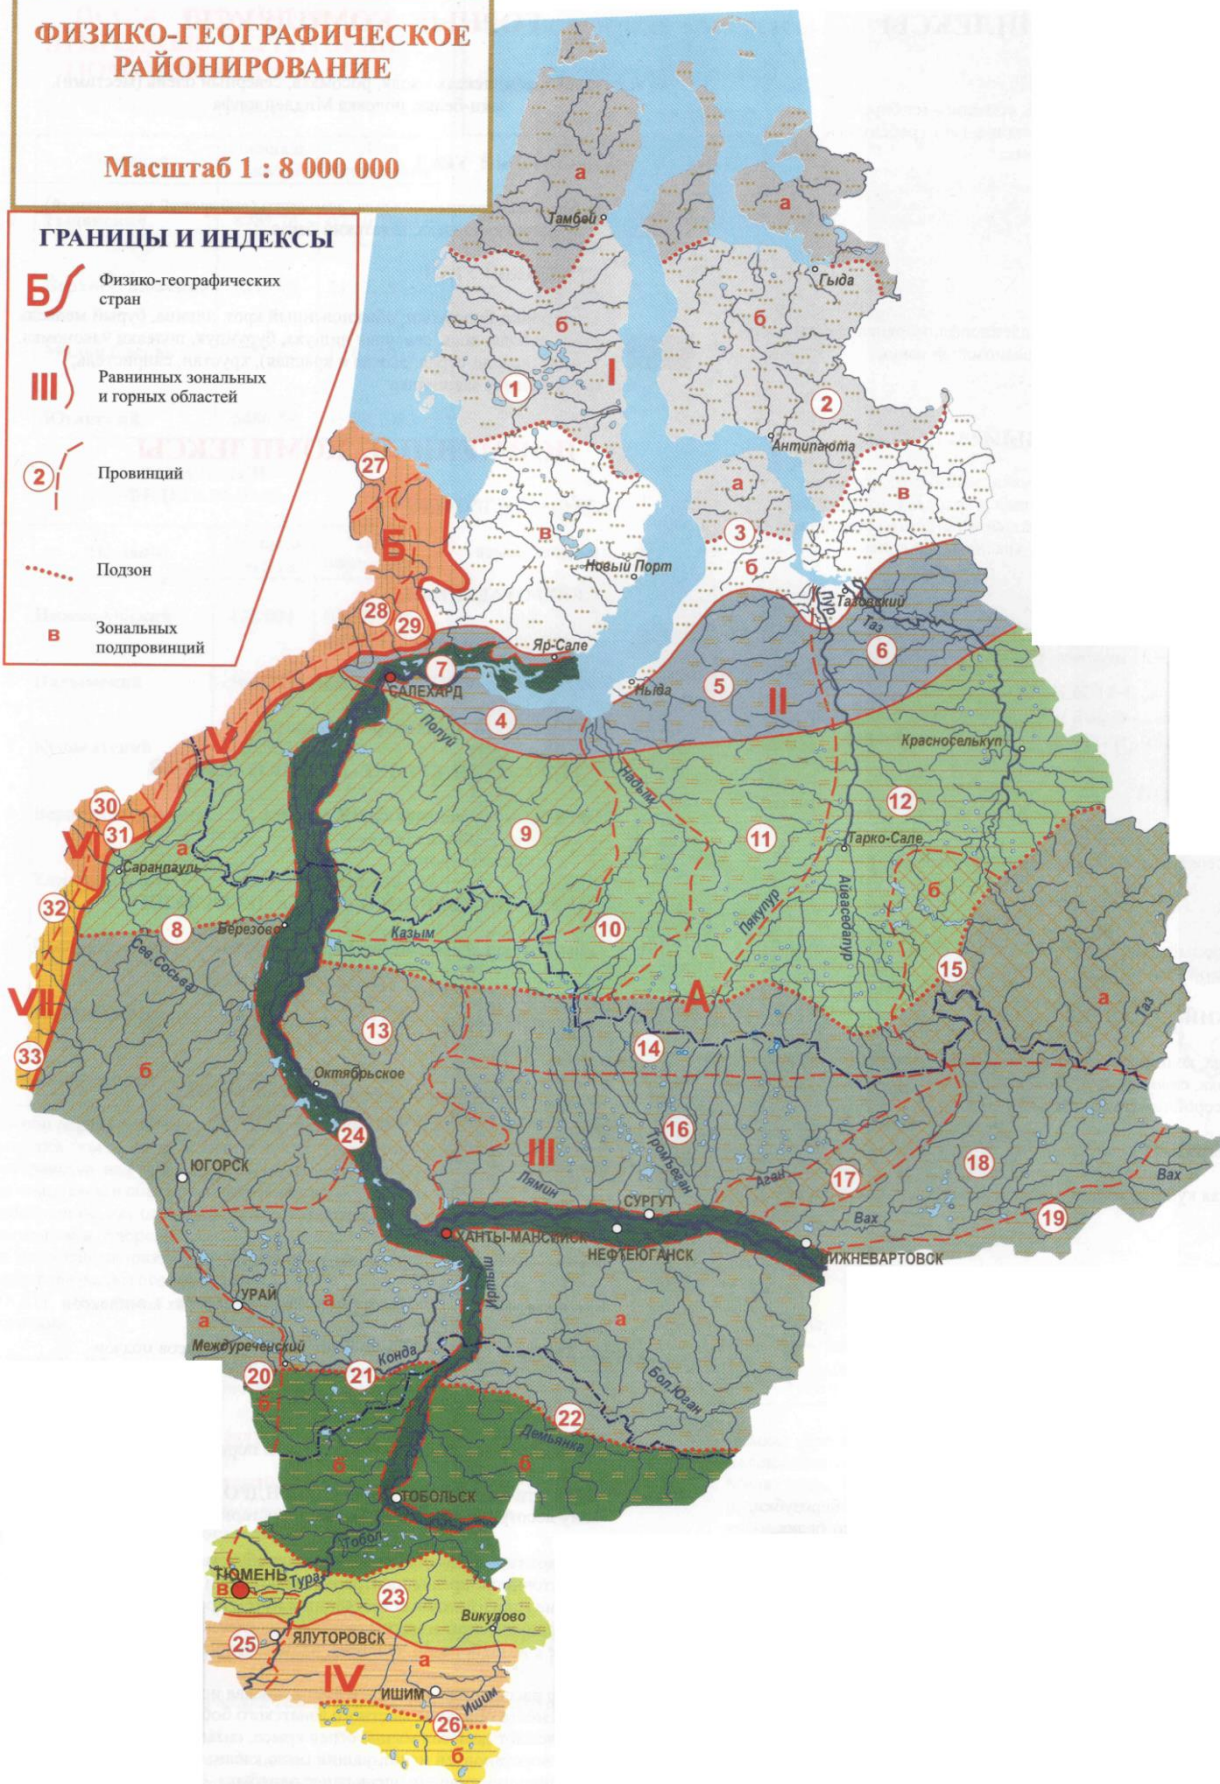 ФИЗИКО-ГЕОГРАФИЧЕСКОЕ
РАЙОНИРОВАНИЕ
Масштаб 1 : 8 000 000
ГРАНИЦЫ И ИНДЕКСЫ
Б
Физико-географических
стран
III
Равнинных зональных
и горных областей
2
Провинций
Подзон
в
Зональных
подпровинций
а
Тамбей
а
Гыда
б
б
1
I
2
27
Антипаюта
а
в
3
в
Б
б
Новый Порт
Тазовский
Пур
Таз
28
29
Яр-Сале
6
7
САЛЕХАРД
Ныда
5
II
4
Полуй
V
Красноселькуп
Надым
12
30
9
11
31
Тарко-Сале
VI
а
Саранпауль
б
32
Айваседапур
Пякупур
8
Березово
Казым
10
Сев.Сосьва
15
VII
А
а
Таз
13
33
14
б
Октябрьское
24
16
III
Тромъеган
18
ЮГОРСК
Лямин
Аган
17
Вах
СУРГУТ
Вах
19
ХАНТЫ-МАНСИЙСК
НЕФТЕЮГАНСК
НИЖНЕВАРТОВСК
Иртыш
УРАЙ
а
а
а
Междуреченский
Конда
20
21
Бол.Юган
б
22
Демьянка
б
б
ТОБОЛЬСК
Тобол
ТЮМЕНЬ
Тура
в
23
Викулово
25
ЯЛУТОРОВСК
а
IV
ИШИМ
Ишим
26
б